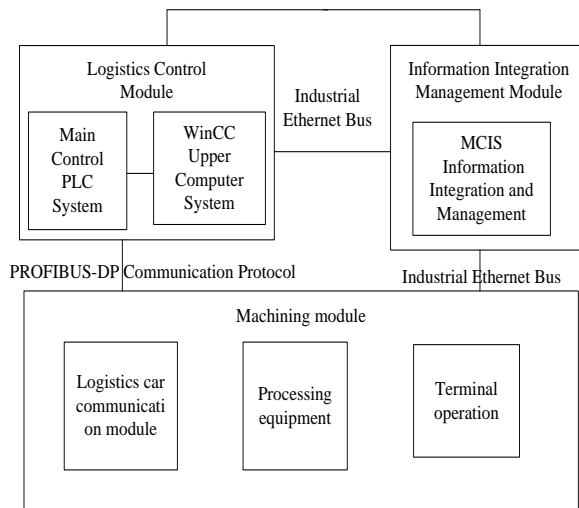 Logistics Control
Module
Main
Control
PLC
System
WinCC
Upper
Computer
System
Industrial
Ethernet Bus
Information Integration
Management Module
MCIS
Information
Integration and
Management
PROFIBUS-DP Communication Protocol
Industrial Ethernet Bus
Machining module
Logistics car
communicati
on module
Processing
equipment
Terminal
operation